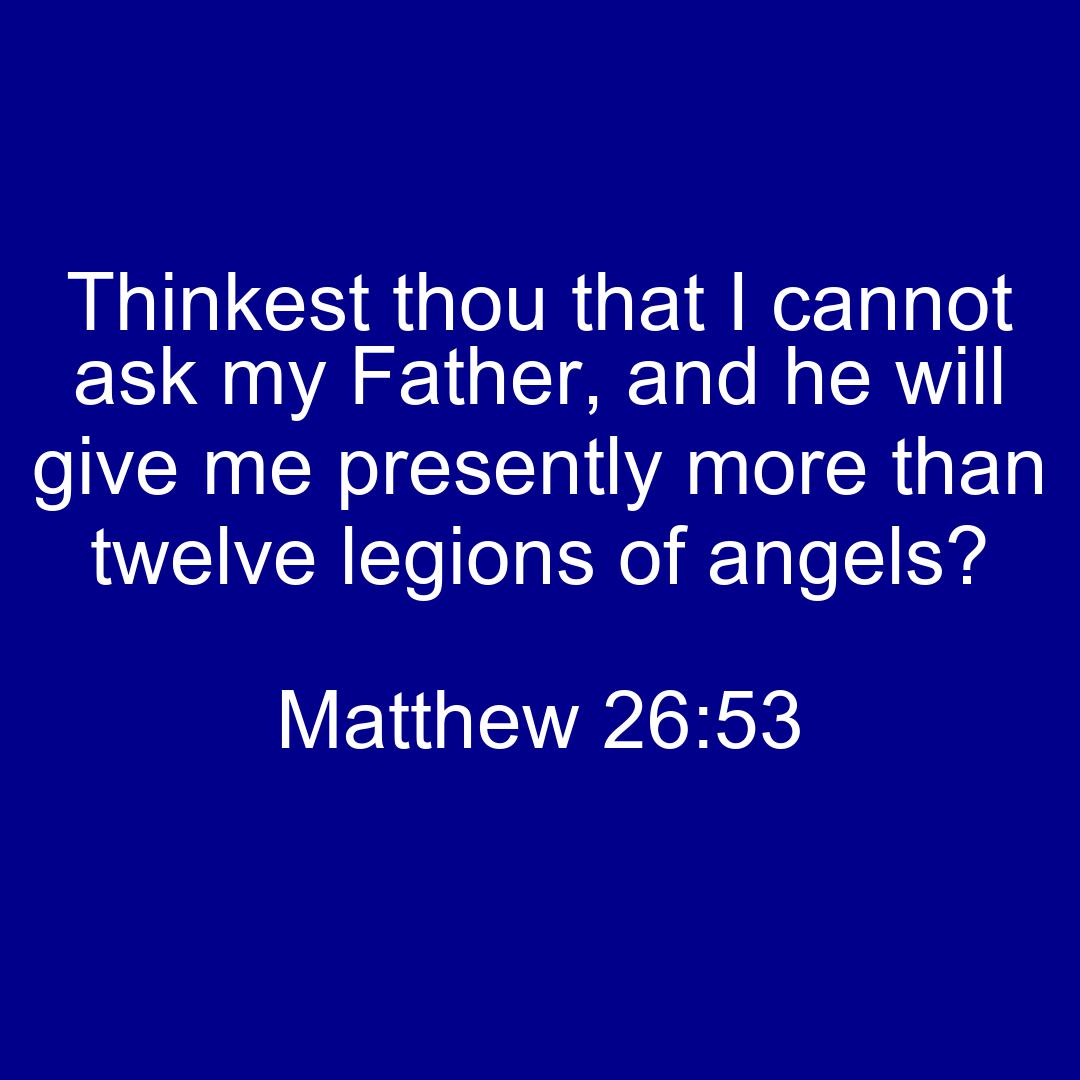 Thinkest thou that I cannot
ask my Father, and he will
give me presently more than
twelve legions of angels?
Matthew 26:53